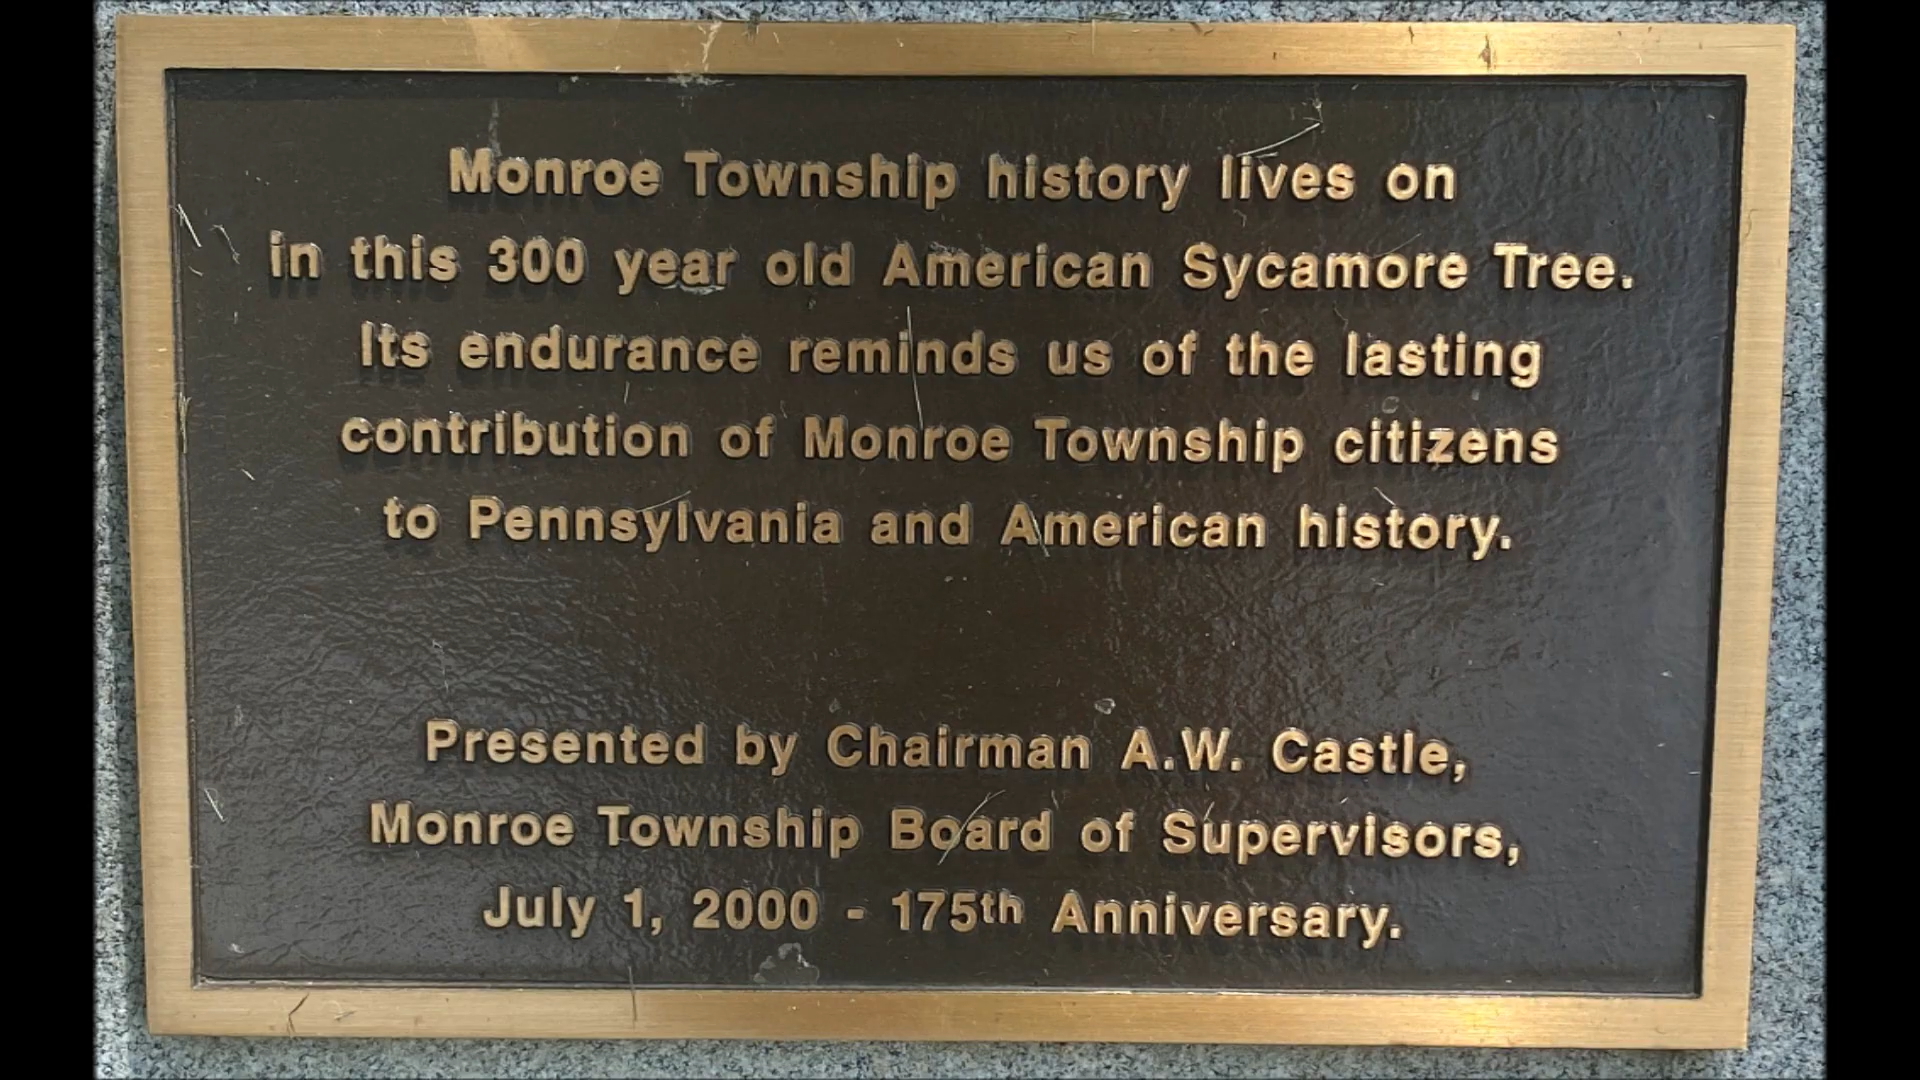 Monroe Township history lives on
in this 300 year old American Sycamore Tree.
Its endurance reminds us of the lasting
contribution of Monroe Township citizens
to Pennsylvania and American history.
Presented by Chairman A.W. Castle,
Monroe Township Board of Supervisors,
July 1, 2000 - 175th Anniversary.